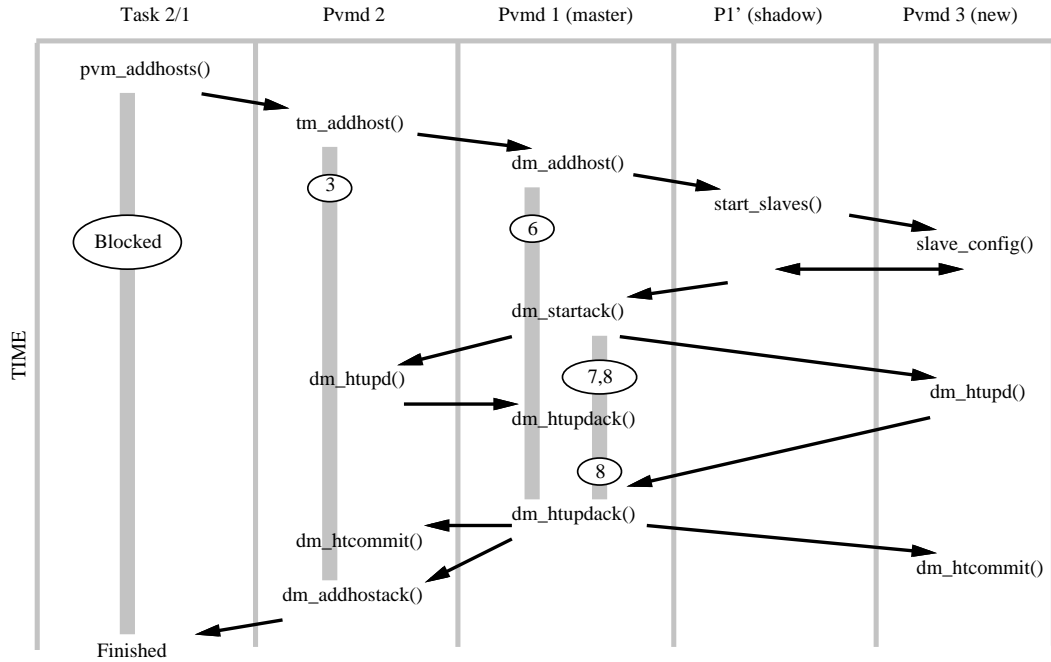 Task 2/1
Pvmd 2
Pvmd 1 (master)
P1’ (shadow)
Pvmd 3 (new)
pvm_addhosts()
tm_addhost()
dm_addhost()
3
start_slaves()
6
Blocked
slave_config()
dm_startack()
TIME
7,8
dm_htupd()
dm_htupd()
dm_htupdack()
8
dm_htupdack()
dm_htcommit()
dm_htcommit()
dm_addhostack()
Finished